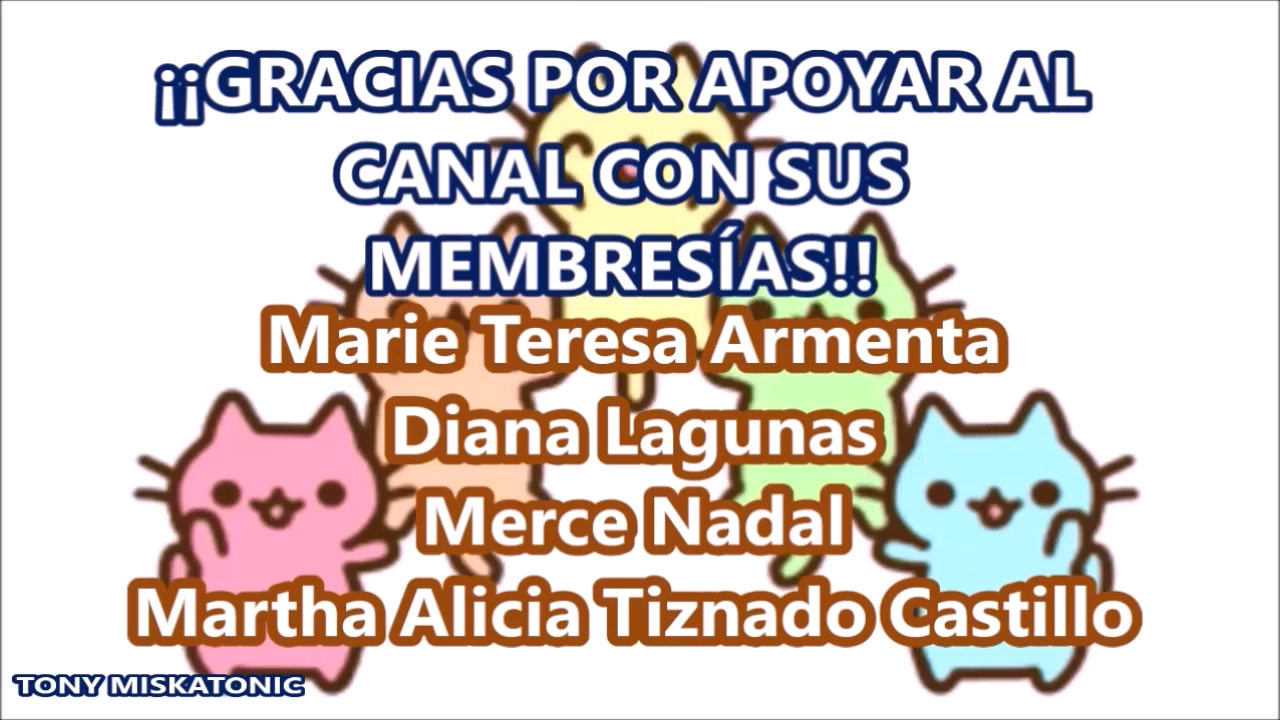 ¡¡GRACIAS POR APOYAR AL
CANAL CON SUS
MEMBRESÍAS!!
Marie Teresa Armenta
Diana Lagunas
Merce Nadal
Martha Alicia Tiznado Castillo
TONY MISKATONIC